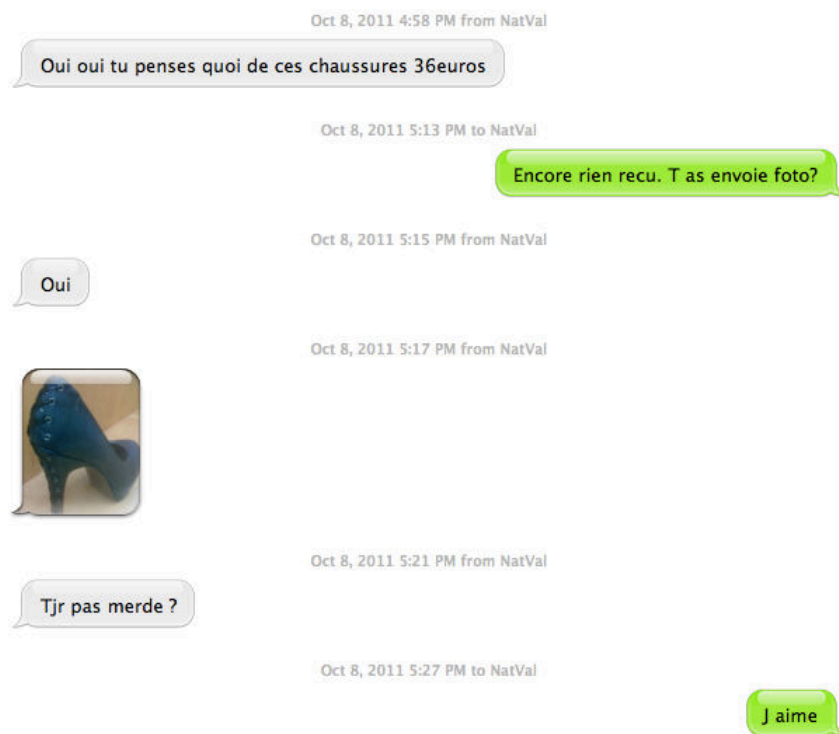 Oct 8, 2011 4:58 PM from NatVal
Oui oui tu penses quoi de ces chaussures 36euros
Oct 8, 2011 5:13 PM to NatVal
Encore rien recu. T as envoie foto?
Oct 8, 2011 5:15 PM from NatVal
Oui
Oct 8, 2011 5:17 PM from NatVal
Oct 8, 2011 5:21 PM from NatVal
Tjr pas merde ?
Oct 8, 2011 5:27 PM to NatVal
J aime